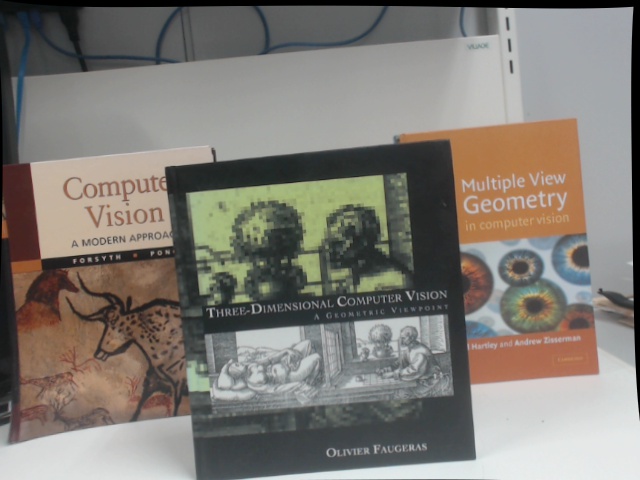 Compute
Vision
A MODERN APPROAC
FORSYTH • PON
THREE-DIMENSIONAL COMPUTER VISION
A GEOMETRIC VIEWPOINT
OLIVIER FAUGERAS
Multiple View
Geometry
in computer vision
Hartley and Andrew Zisserman